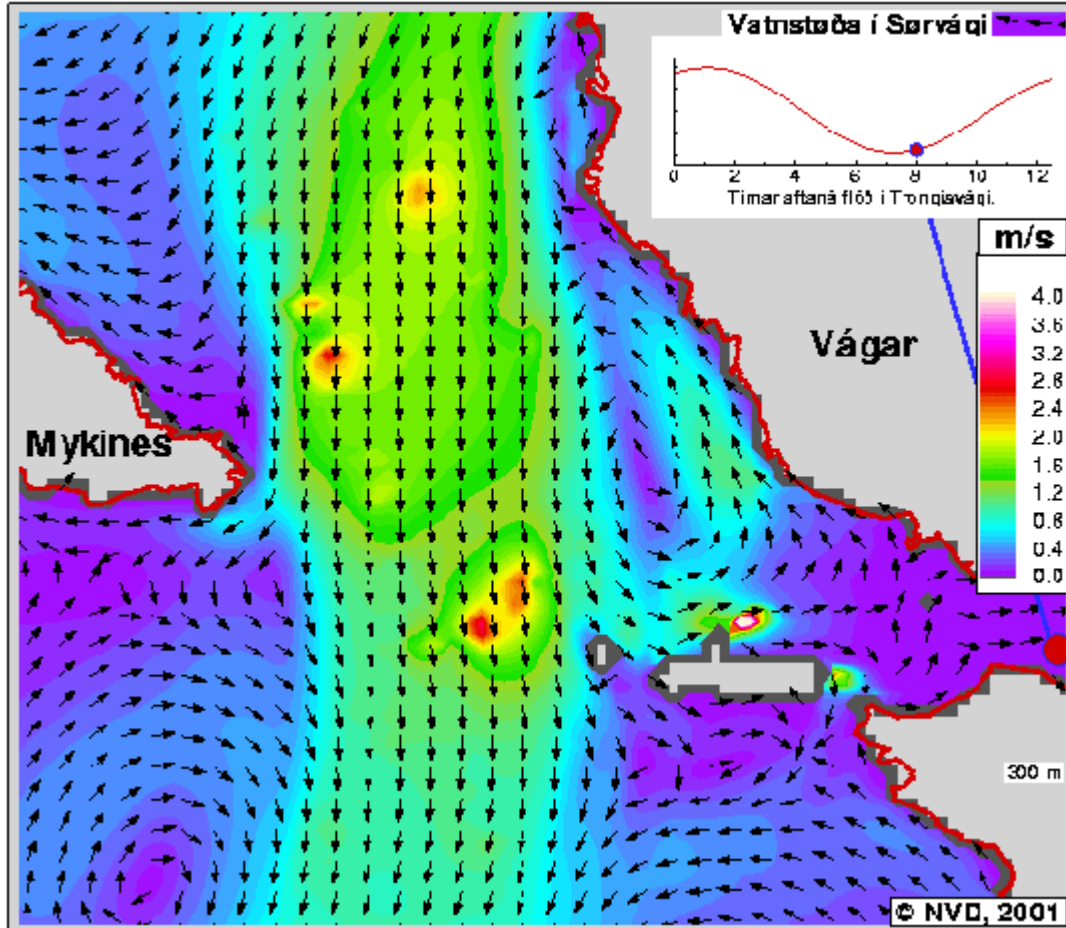 Vatnstøða í Sørvági
0 2 4 6 8 10 12
Tímar aftaná flóð í Trongisvági.
m/s
4.0
3.6
3.2
2.8
2.4
2.0
1.6
1.2
0.8
0.4
0.0
Vágar
Mykines
300 m
© NVD, 2001